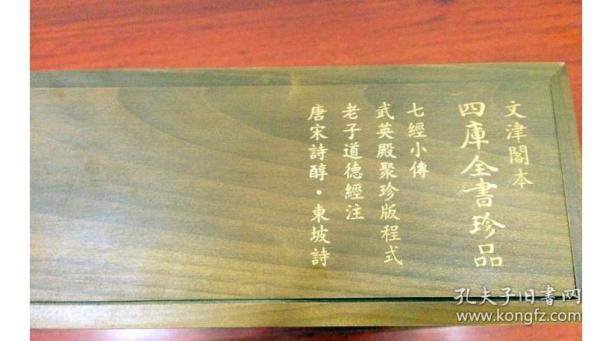 文津閣本
四庫全書珍品
七經小傳
武英殿聚珍版程式
老子道德經注
唐宋詩醇·東坡詩
孔夫子旧書网
www.kongfz.com